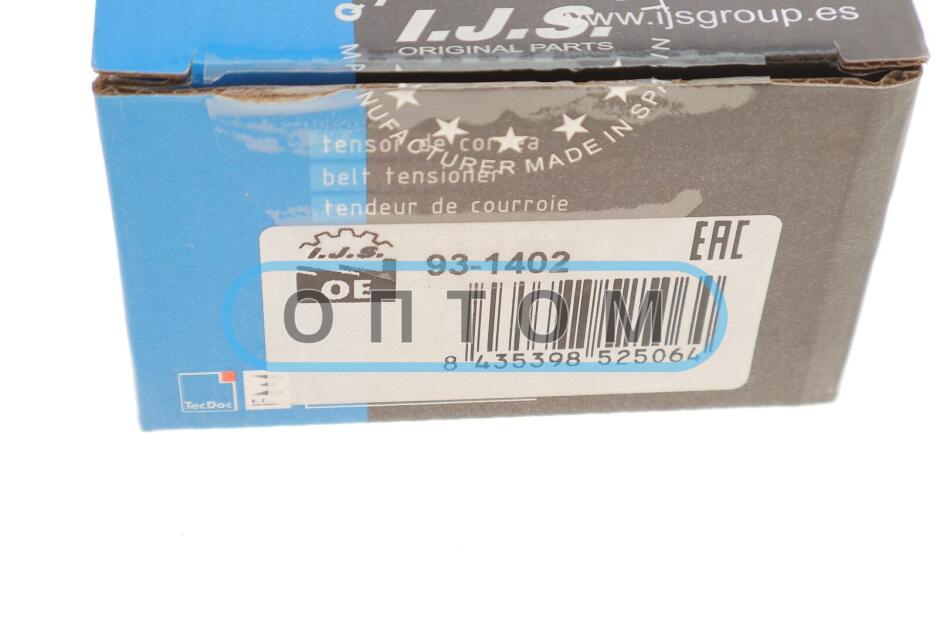 I.J.S.
www.ijsgroup.es
ORIGINAL PARTS
MANUFACTURER MADE IN SPAIN
tensor de correa
belt tensioner
tendeur de courroie
I.J.S.
93-1402
EAC
OE
ОПТОМ
8 435398 525064
TecDoc